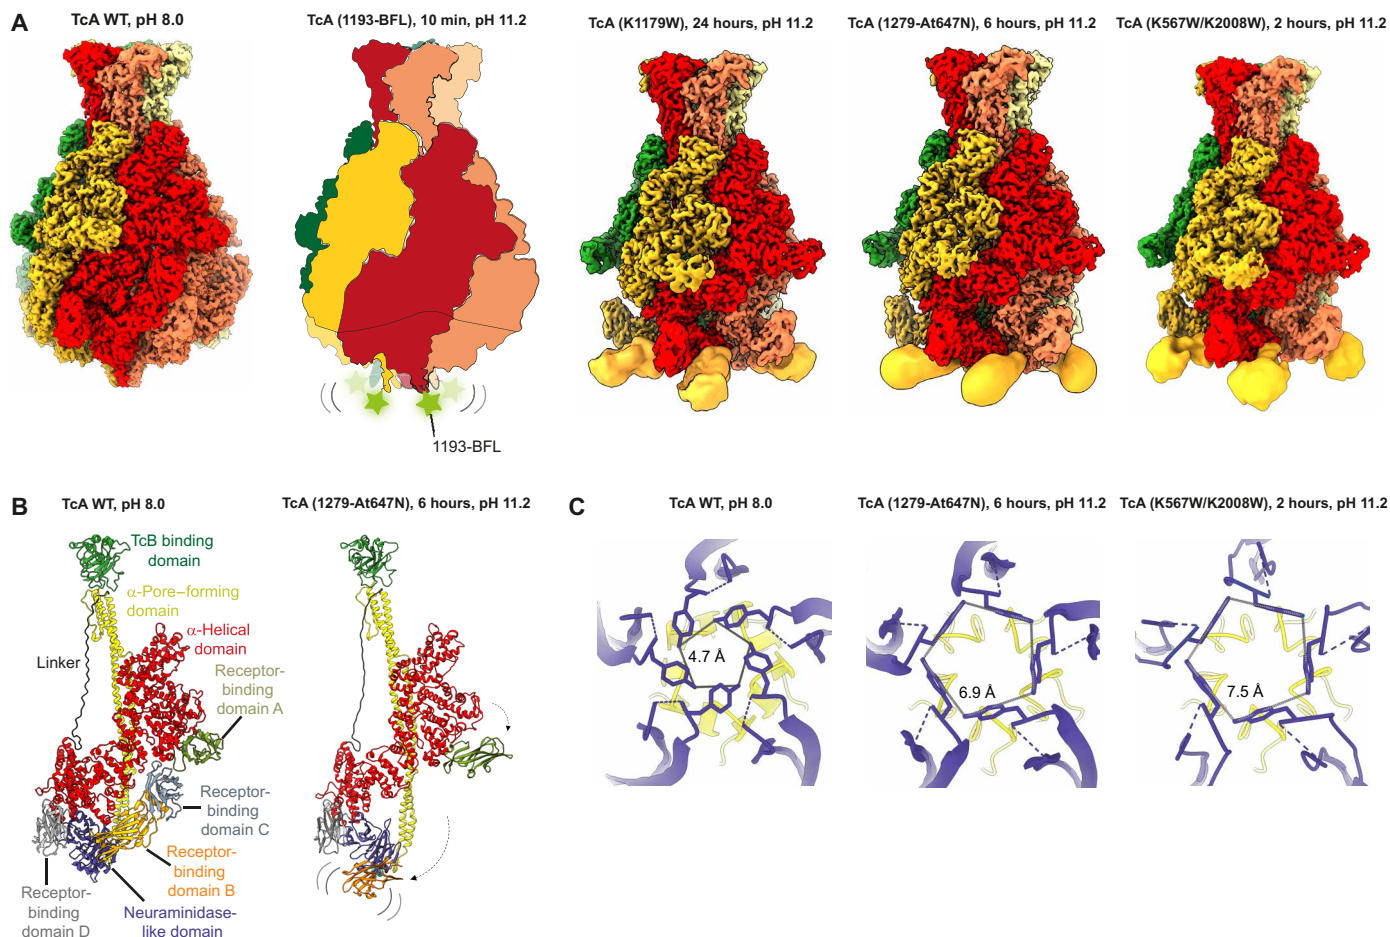 A
TcA WT, pH 8.0
TcA (1193-BFL), 10 min, pH 11.2
TcA (K1179W), 24 hours, pH 11.2
TcA (1279-At647N), 6 hours, pH 11.2
TcA (K567W/K2008W), 2 hours, pH 11.2
1193-BFL
B
TcA WT, pH 8.0
TcA (1279-At647N), 6 hours, pH 11.2
TcB binding
domain
α-Pore–forming
domain
α-Helical
domain
Linker
Receptor-
binding
domain A
Receptor-
binding
domain C
Receptor-
binding
domain B
Receptor-
binding
domain D
Neuraminidase-
like domain
C
TcA WT, pH 8.0
TcA (1279-At647N), 6 hours, pH 11.2
TcA (K567W/K2008W), 2 hours, pH 11.2
4.7 Å
6.9 Å
7.5 Å